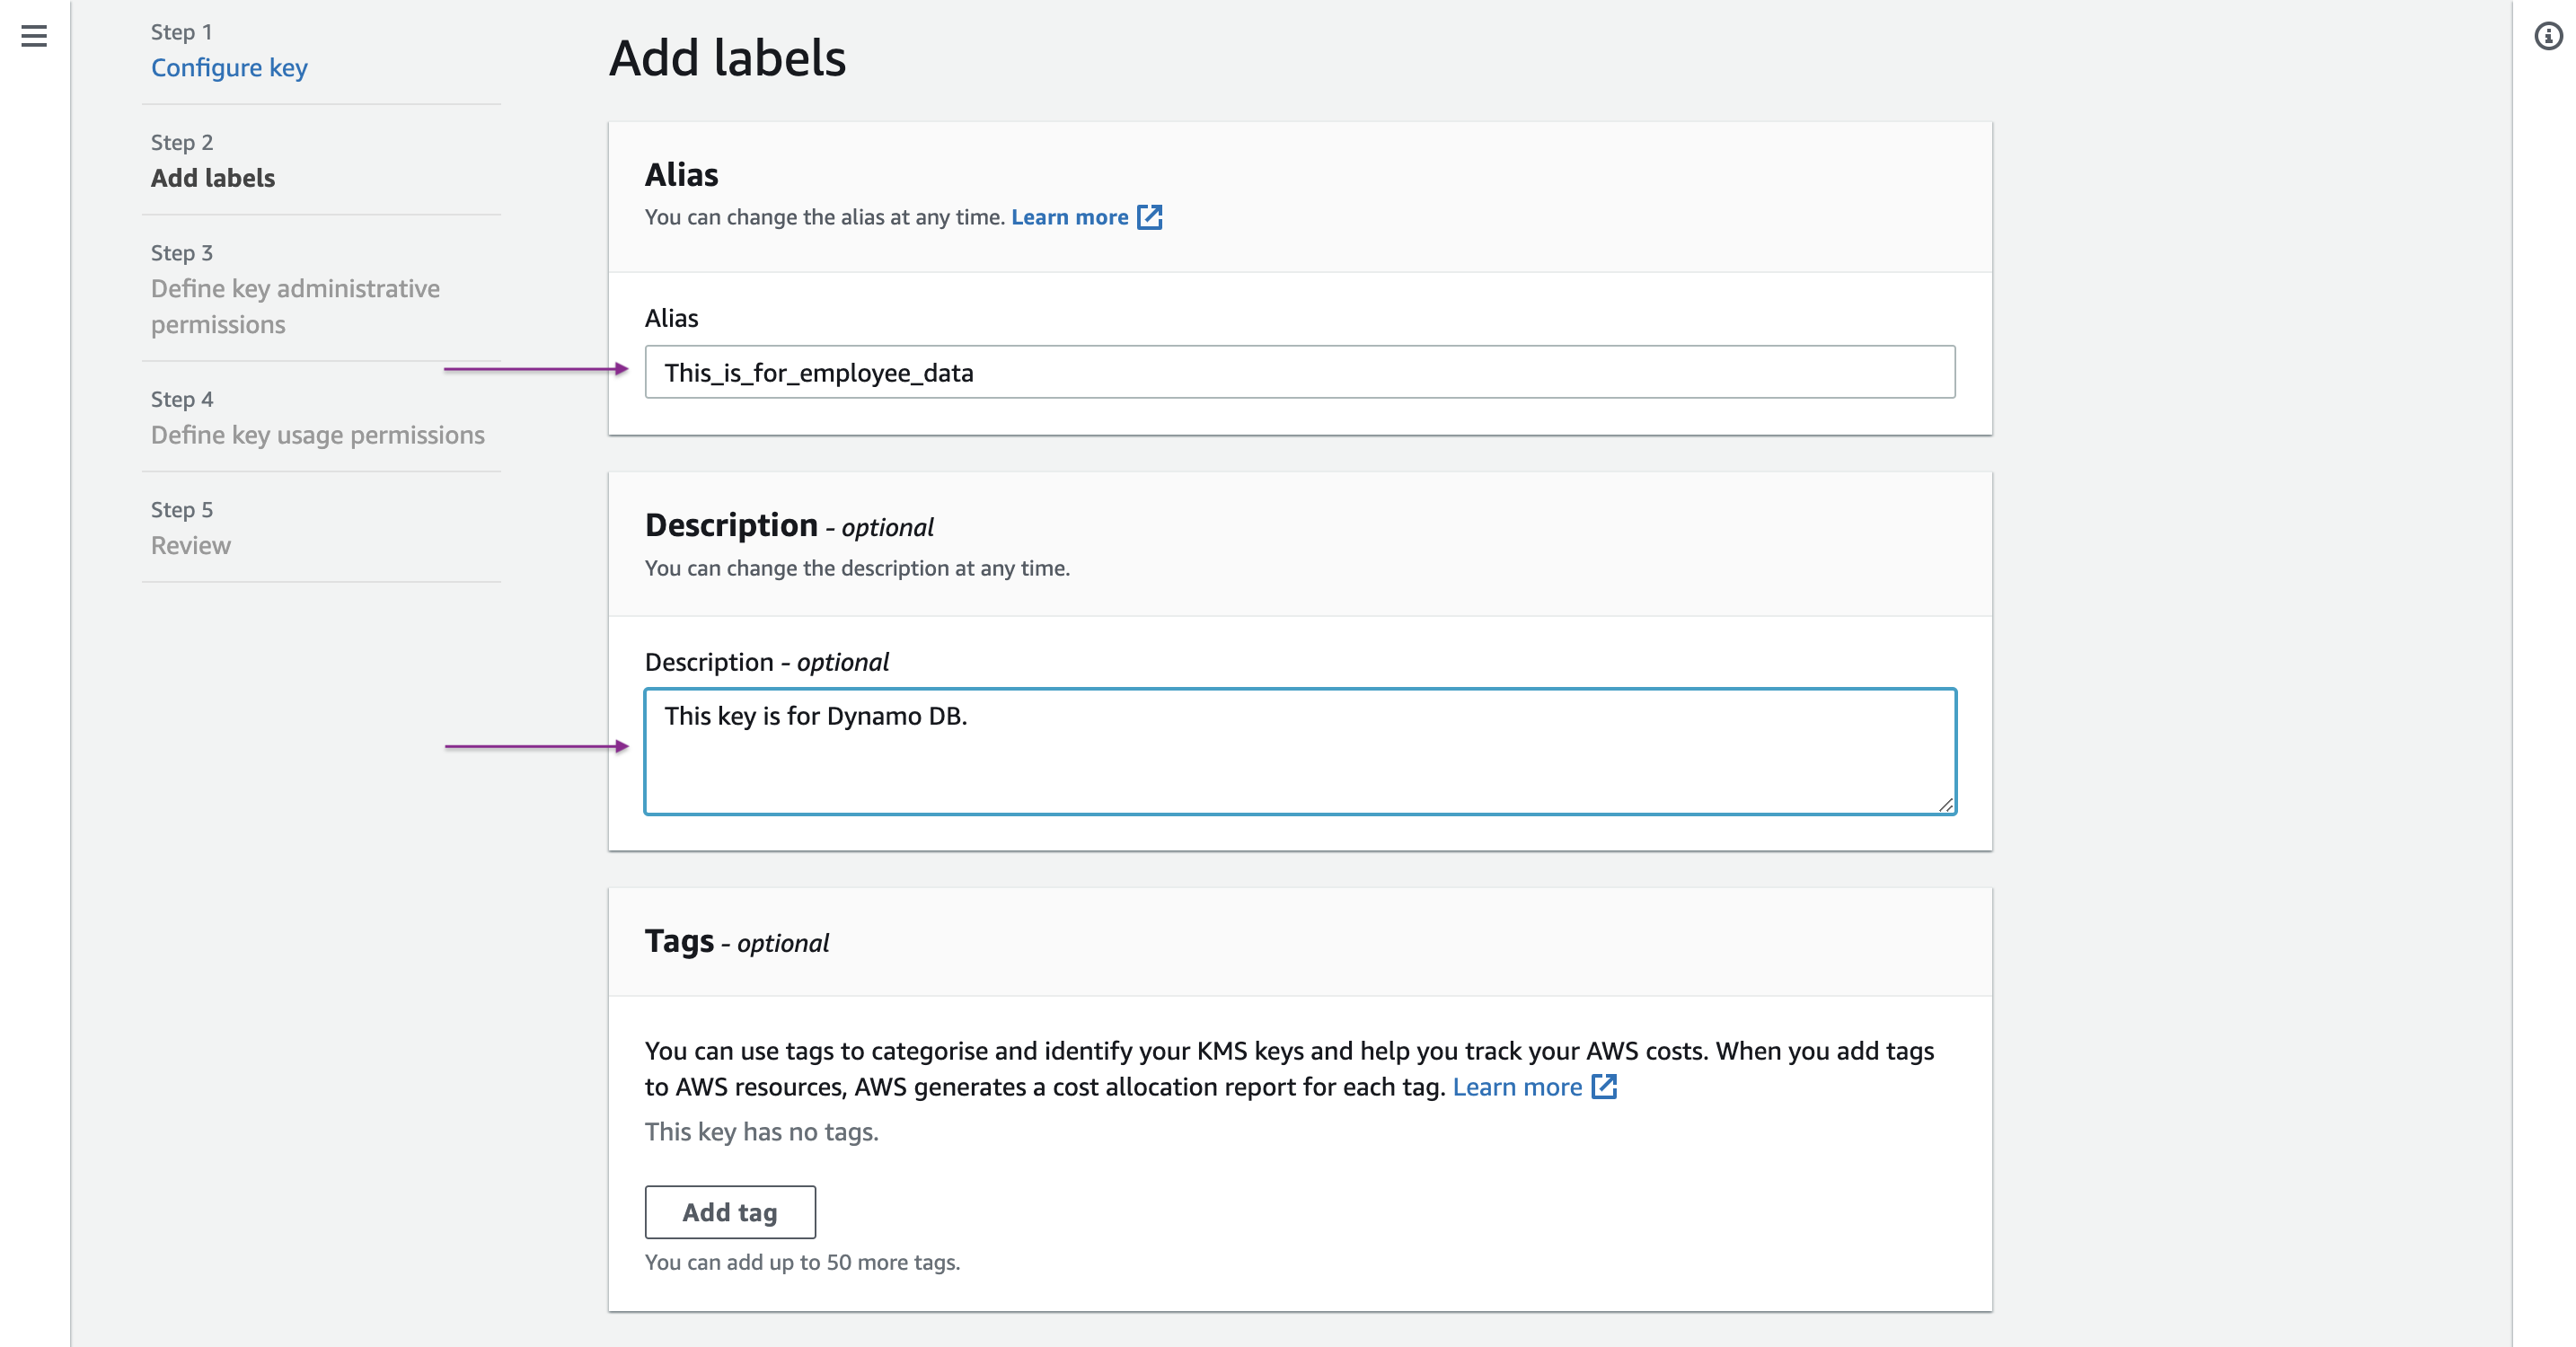 Step 1
Configure key
Step 2
Add labels
Step 3
Define key administrative
permissions
Step 4
Define key usage permissions
Step 5
Review
Add labels
Alias
You can change the alias at any time. Learn more
Alias
This_is_for_employee_data
Description - optional
You can change the description at any time.
Description - optional
This key is for Dynamo DB.
Tags - optional
You can use tags to categorise and identify your KMS keys and help you track your AWS costs. When you add tags
to AWS resources, AWS generates a cost allocation report for each tag. Learn more
This key has no tags.
Add tag
You can add up to 50 more tags.